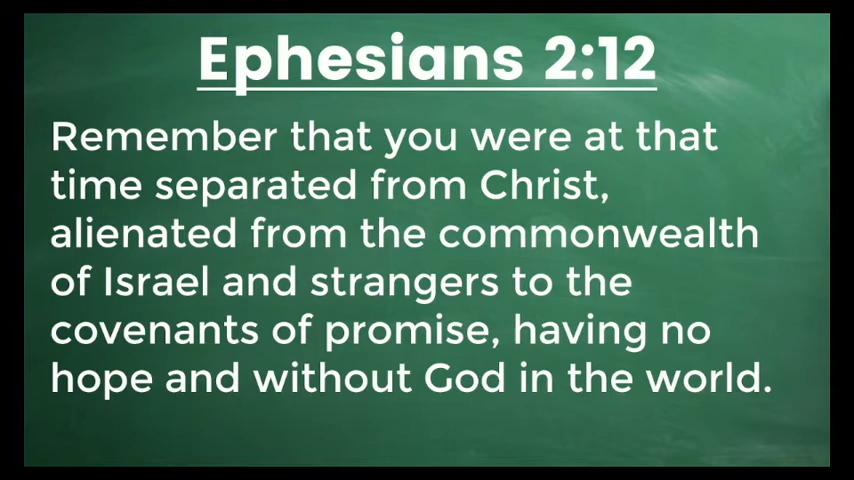 Ephesians 2:12
Remember that you were at that
time separated from Christ,
alienated from the commonwealth
of Israel and strangers to the
covenants of promise, having no
hope and without God in the world.